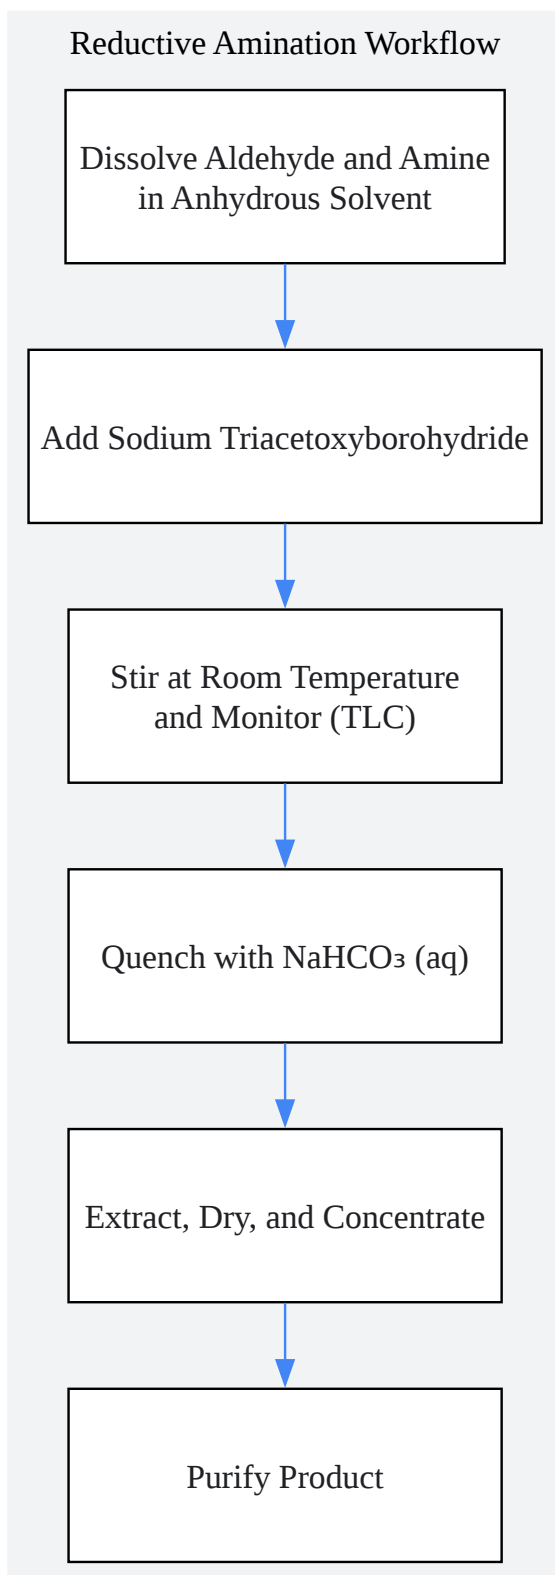 Reductive Amination Workflow
Dissolve Aldehyde and Amine
in Anhydrous Solvent
Add Sodium Triacetoxyborohydride
Stir at Room Temperature
and Monitor (TLC)
Quench with NaHCO₃ (aq)
Extract, Dry, and Concentrate
Purify Product